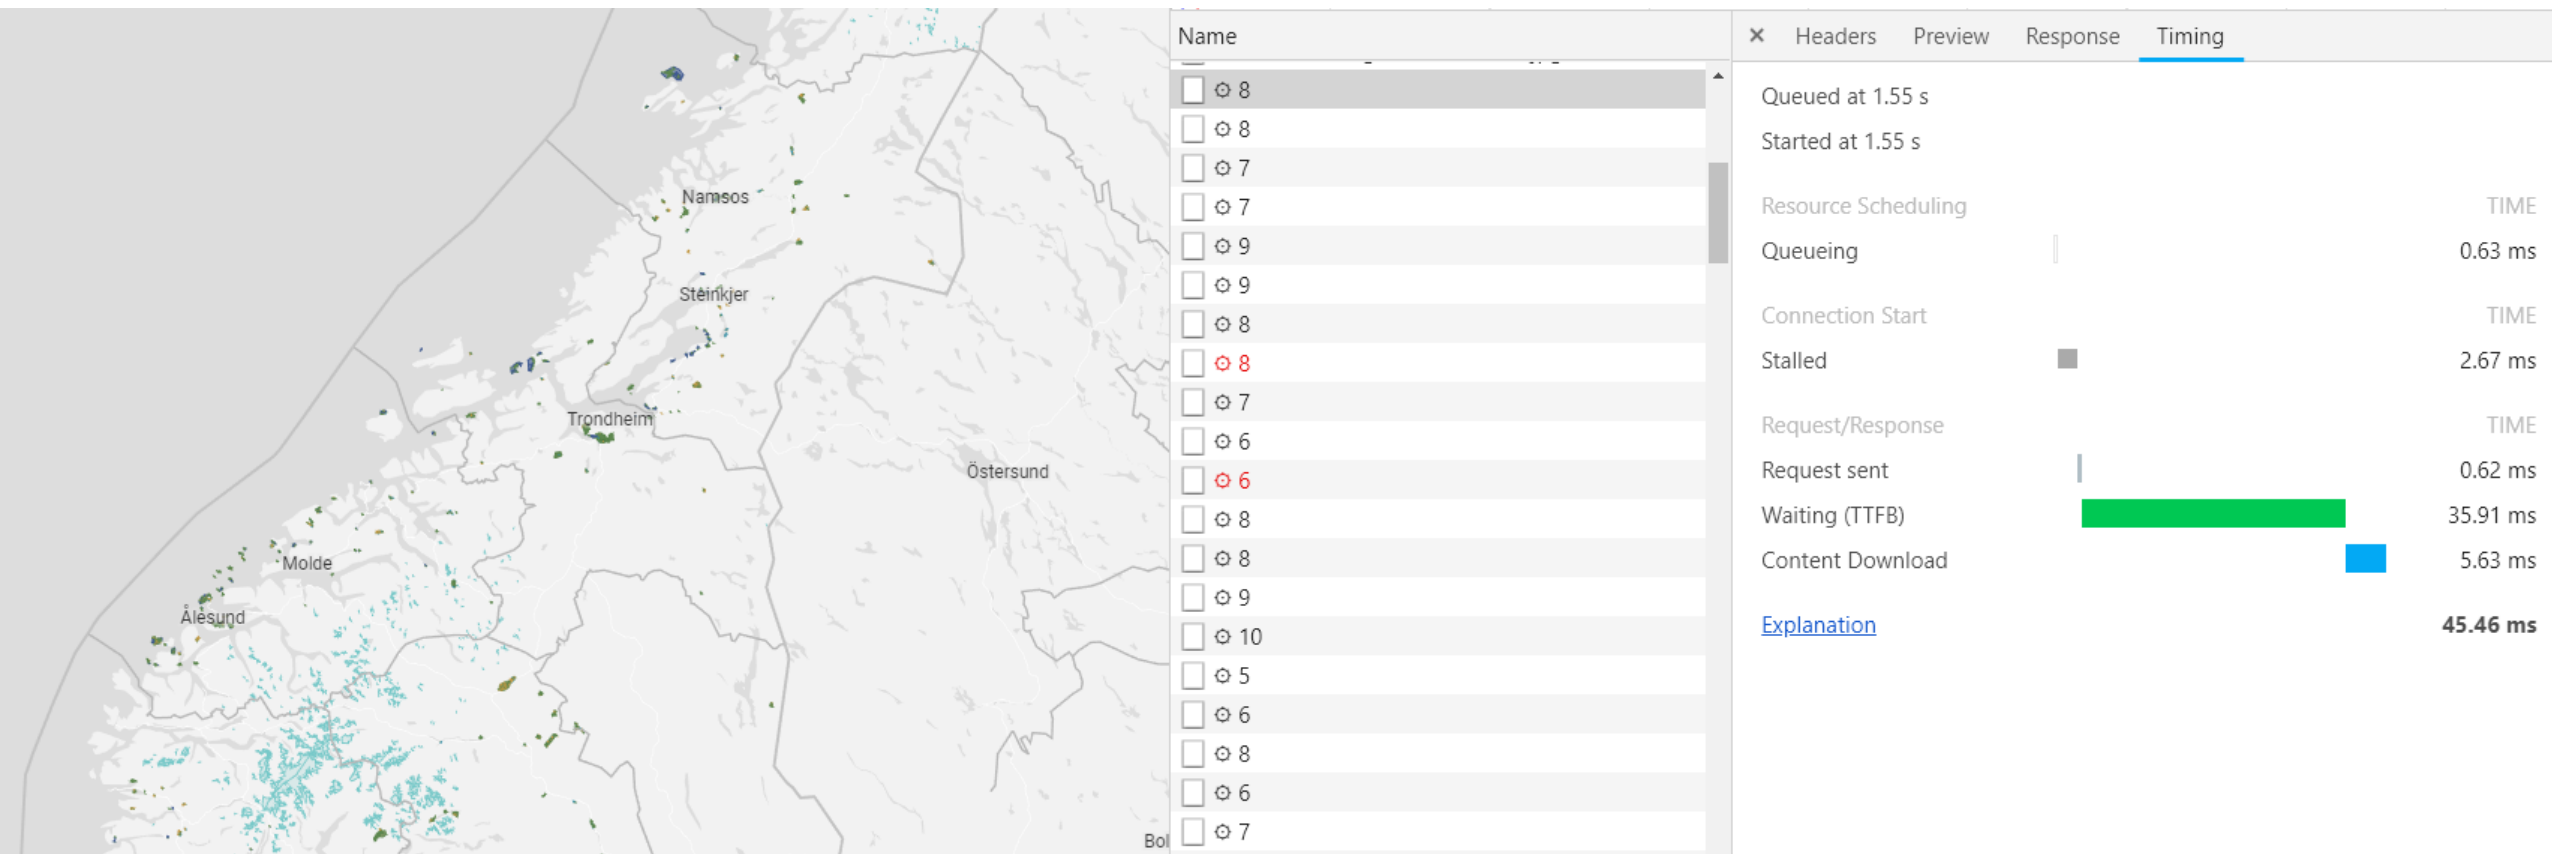 Namsos
Steinkjer
Trondheim
Östersund
Molde
Ålesund
Bol
Name
8
8
7
7
9
9
8
8
7
6
6
8
8
9
10
5
6
8
6
7
× Headers Preview Response Timing
Queued at 1.55 s
Started at 1.55 s
Resource Scheduling TIME
Queueing 0.63 ms
Connection Start TIME
Stalled 2.67 ms
Request/Response TIME
Request sent 0.62 ms
Waiting (TTFB) 35.91 ms
Content Download 5.63 ms
Explanation 45.46 ms